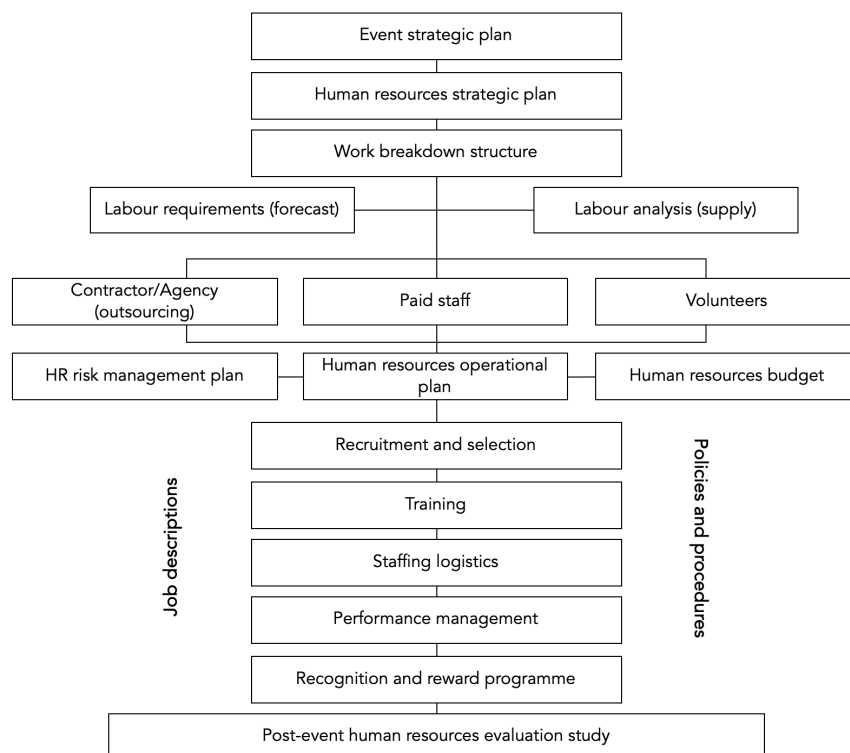 Event strategic plan
Human resources strategic plan
Work breakdown structure
Labour requirements (forecast)
Labour analysis (supply)
Contractor/Agency
(outsourcing)
Paid staff
Volunteers
HR risk management plan
Human resources operational
plan
Human resources budget
Recruitment and selection
Job descriptions
Policies and procedures
Training
Staffing logistics
Performance management
Recognition and reward programme
Post-event human resources evaluation study